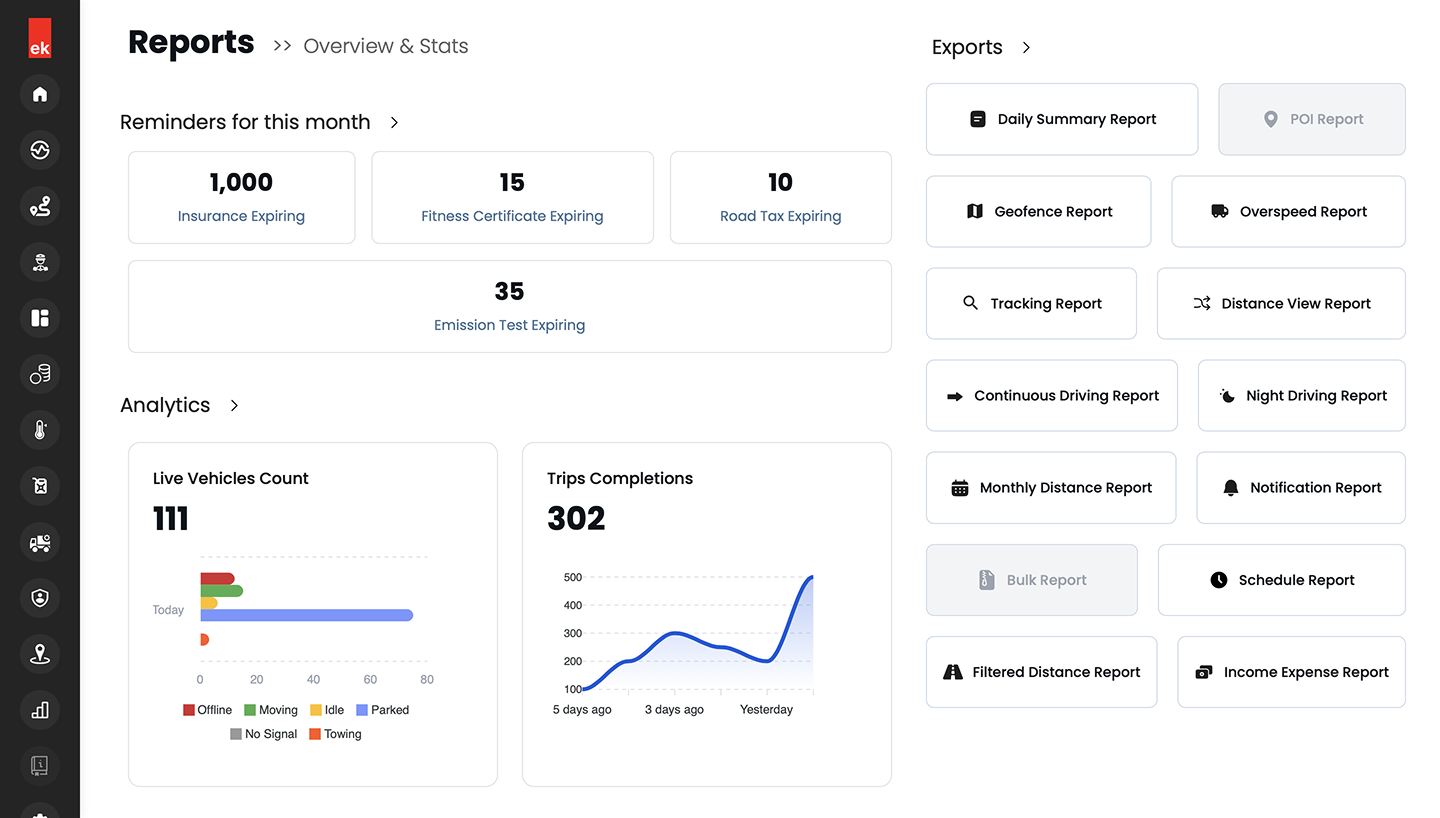 ek
Reports >> Overview & Stats
Reminders for this month >
1,000
Insurance Expiring
15
Fitness Certificate Expiring
10
Road Tax Expiring
35
Emission Test Expiring
Analytics >
Live Vehicles Count
111
Today
0 20 40 60 80
Offline Moving Idle Parked
No Signal Towing
Trips Completions
302
500
400
300
200
100
5 days ago 3 days ago Yesterday
Exports >
Daily Summary Report
POI Report
Geofence Report
Overspeed Report
Tracking Report
Distance View Report
Continuous Driving Report
Night Driving Report
Monthly Distance Report
Notification Report
Bulk Report
Schedule Report
Filtered Distance Report
Income Expense Report